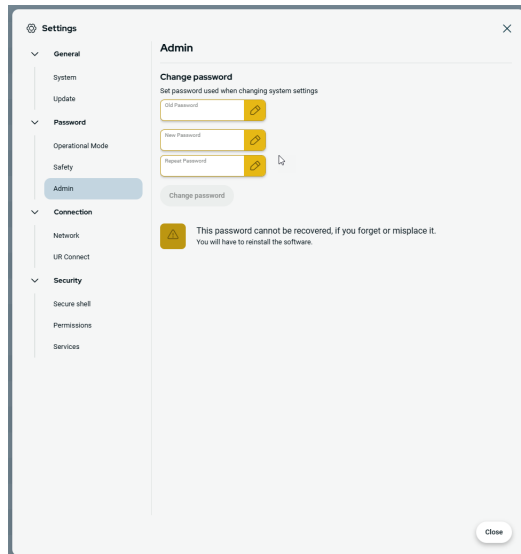 Settings
General
System
Update
Password
Operational Mode
Safety
Admin
Connection
Network
UR Connect
Security
Secure shell
Permissions
Services
Admin
Change password
Set password used when changing system settings
Old Password
New Password
Repeat Password
Change password
This password cannot be recovered, if you forget or misplace it.
You will have to reinstall the software.
Close